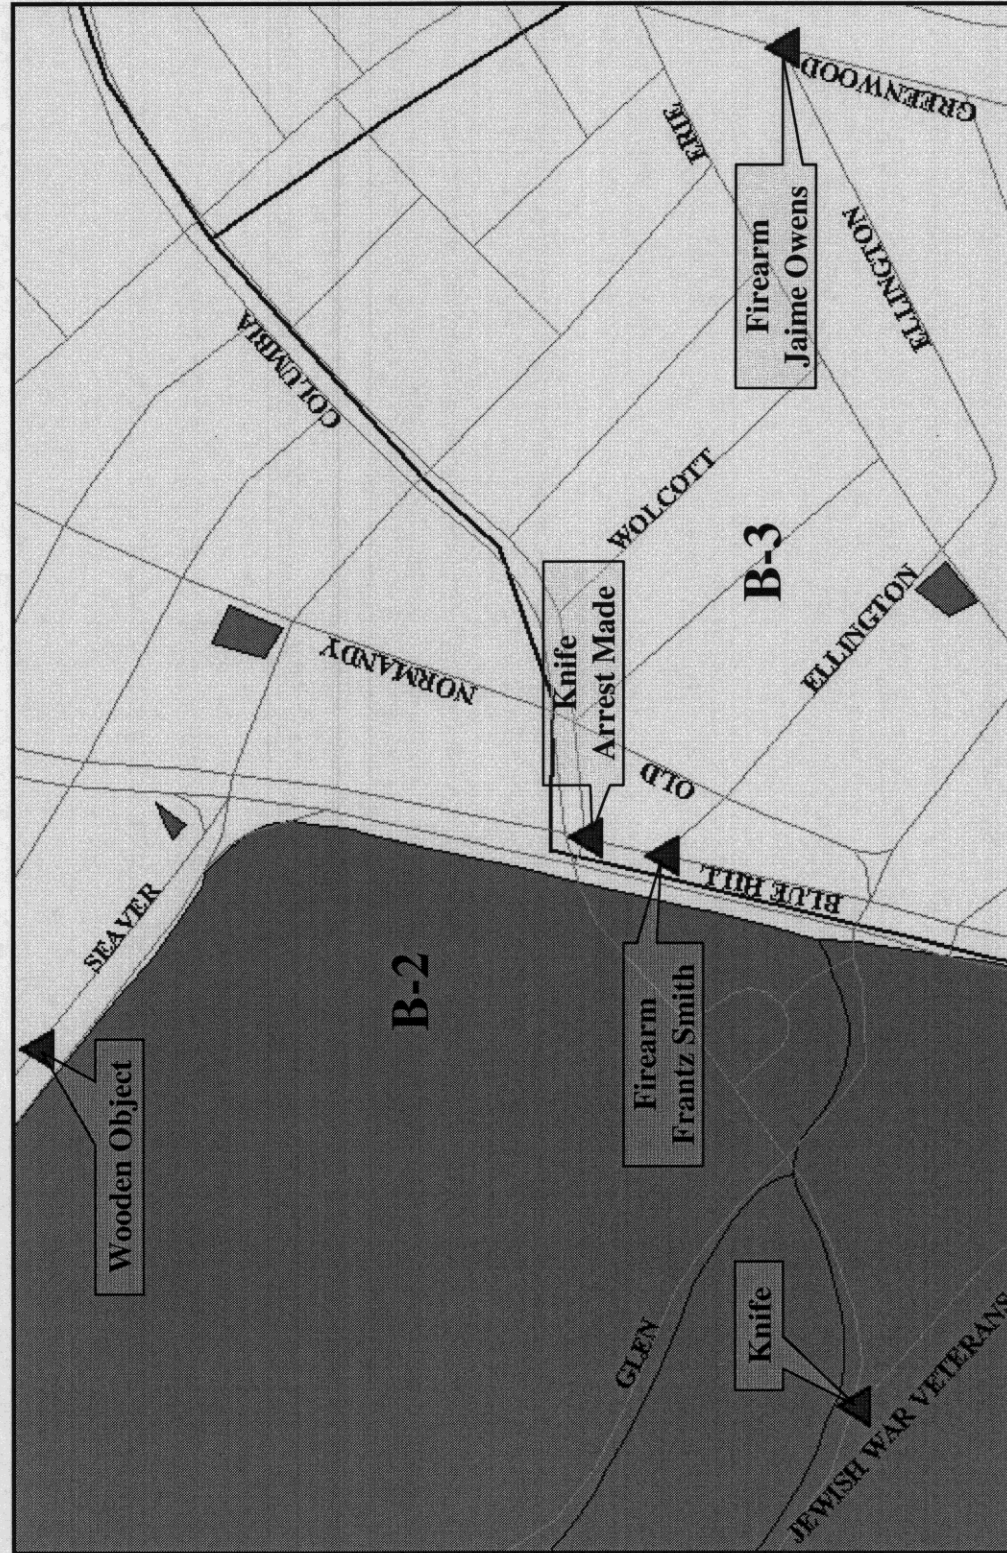 SEAVER
Wooden Object
COLUMBIA
NORMANDY
B-2
Knife
Arrest Made
WOLCOTT
ERIE
GREENWOOD
Firearm
Jaime Owens
ELLINGTON
B-3
ELLINGTON
OLD
BLUE HILL
Firearm
Frantz Smith
GLEN
Knife
JEWISH WAR VETERANS